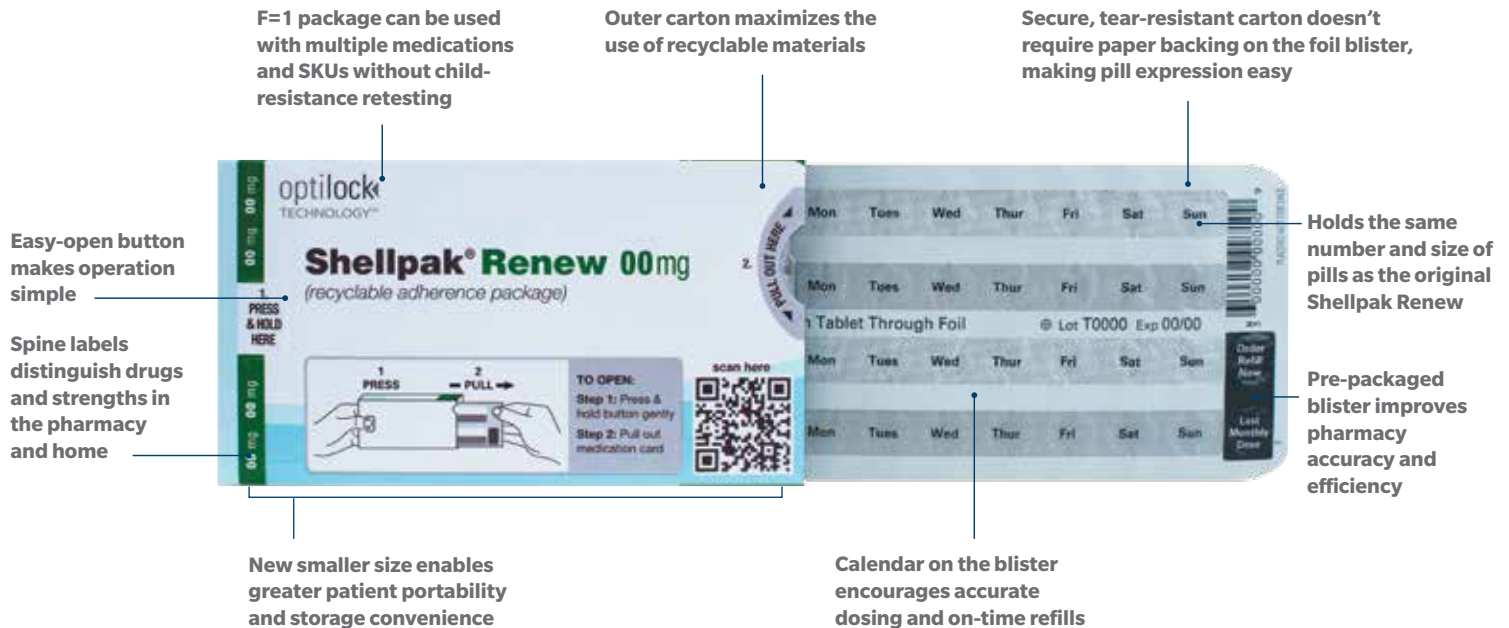 F=1 package can be used
with multiple medications
and SKUs without child-
resistance retesting
Outer carton maximizes the
use of recyclable materials
Secure, tear-resistant carton doesn't
require paper backing on the foil blister,
making pill expression easy
Easy-open button
makes operation
simple
Spine labels
distinguish drugs
and strengths in
the pharmacy
and home
00 mg 00 mg
1.
PRESS
& HOLD
HERE
00 mg 00 mg
optilock
TECHNOLOGY™
Shellpak® Renew 00mg
(recyclable adherence package)
2.
PULL OUT HERE
1 2
PRESS PULL
TO OPEN:
Step 1: Press &
hold button gently
Step 2: Pull out
medication card
scan here
Mon Tues Wed Thur Fri Sat Sun
Mon Tues Wed Thur Fri Sat Sun
Tablet Through Foil Lot T0000 Exp 00/00
Mon Tues Wed Thur Fri Sat Sun
Mon Tues Wed Thur Fri Sat Sun
Order
Refill
Now
Last
Monthly
Dose
Holds the same
number and size of
pills as the original
Shellpak Renew
Pre-packaged
blister improves
pharmacy
accuracy and
efficiency
New smaller size enables
greater patient portability
and storage convenience
Calendar on the blister
encourages accurate
dosing and on-time refills